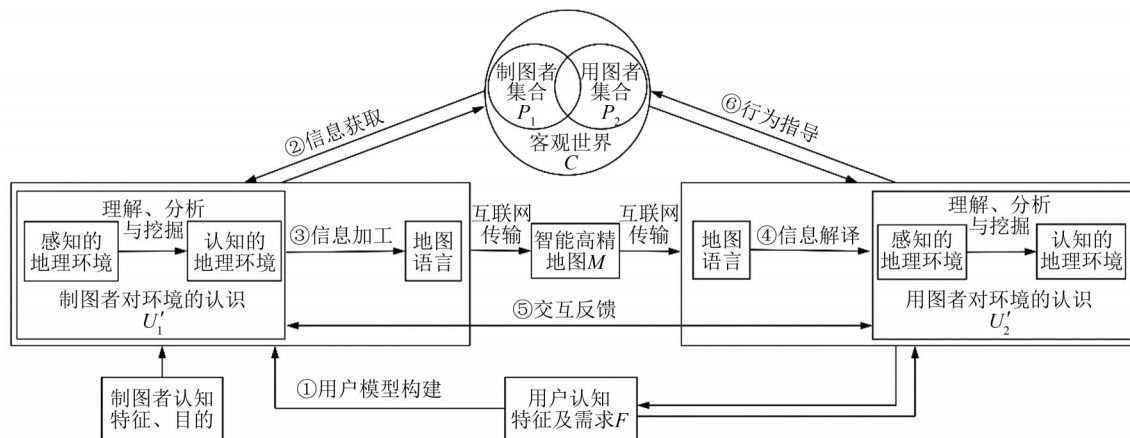 制图者
集合
P₁
用图者
集合
P₂
客观世界
C
②信息获取
⑥行为指导
理解、分析
与挖掘
感知的
地理环境
认知的
地理环境
制图者对环境的认识
U′₁
③信息加工
地图
语言
互联网
传输
智能高精
地图M
互联网
传输
地图
语言
④信息解译
理解、分析
与挖掘
感知的
地理环境
认知的
地理环境
用图者对环境的认识
U′₂
⑤交互反馈
①用户模型构建
制图者认知
特征、目的
用户认知
特征及需求F